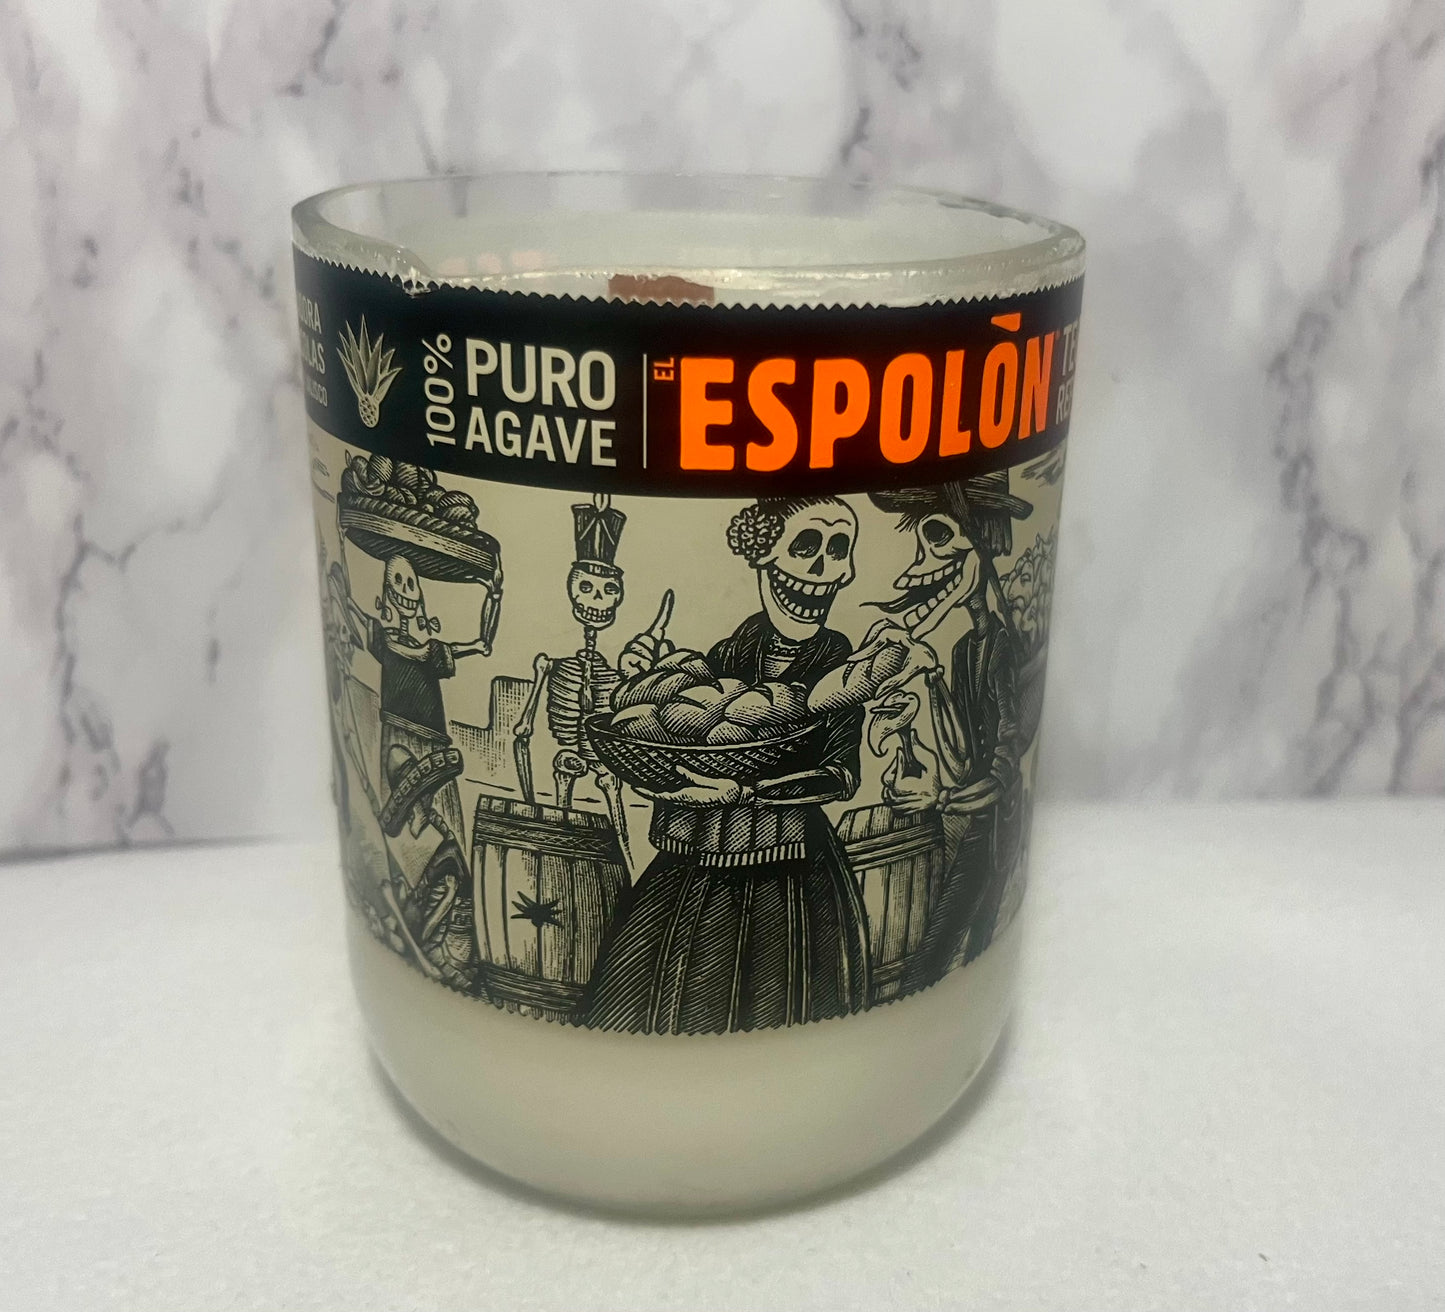 100% PURO
AGAVE
EL ESPOLÒN